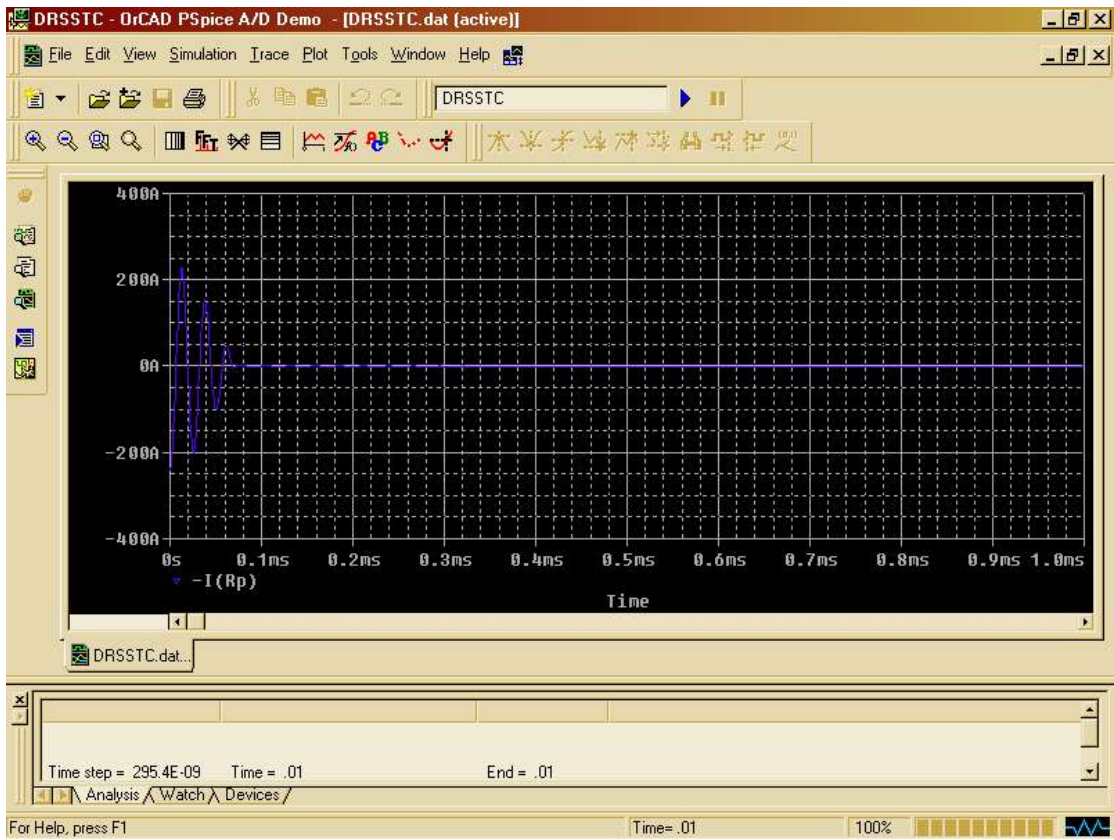 DRSSTC - OrCAD PSpice A/D Demo - [DRSSTC.dat (active)]
File Edit View Simulation Trace Plot Tools Window Help
DRSSTC
FFT
400A
200A
0A
-200A
-400A
0s 0.1ms 0.2ms 0.3ms 0.4ms 0.5ms 0.6ms 0.7ms 0.8ms 0.9ms 1.0ms
-I(Rp)
Time
DRSSTC.dat...
Time step = 295.4E-09 Time = .01 End = .01
Analysis Watch Devices
For Help, press F1 Time= .01 100%